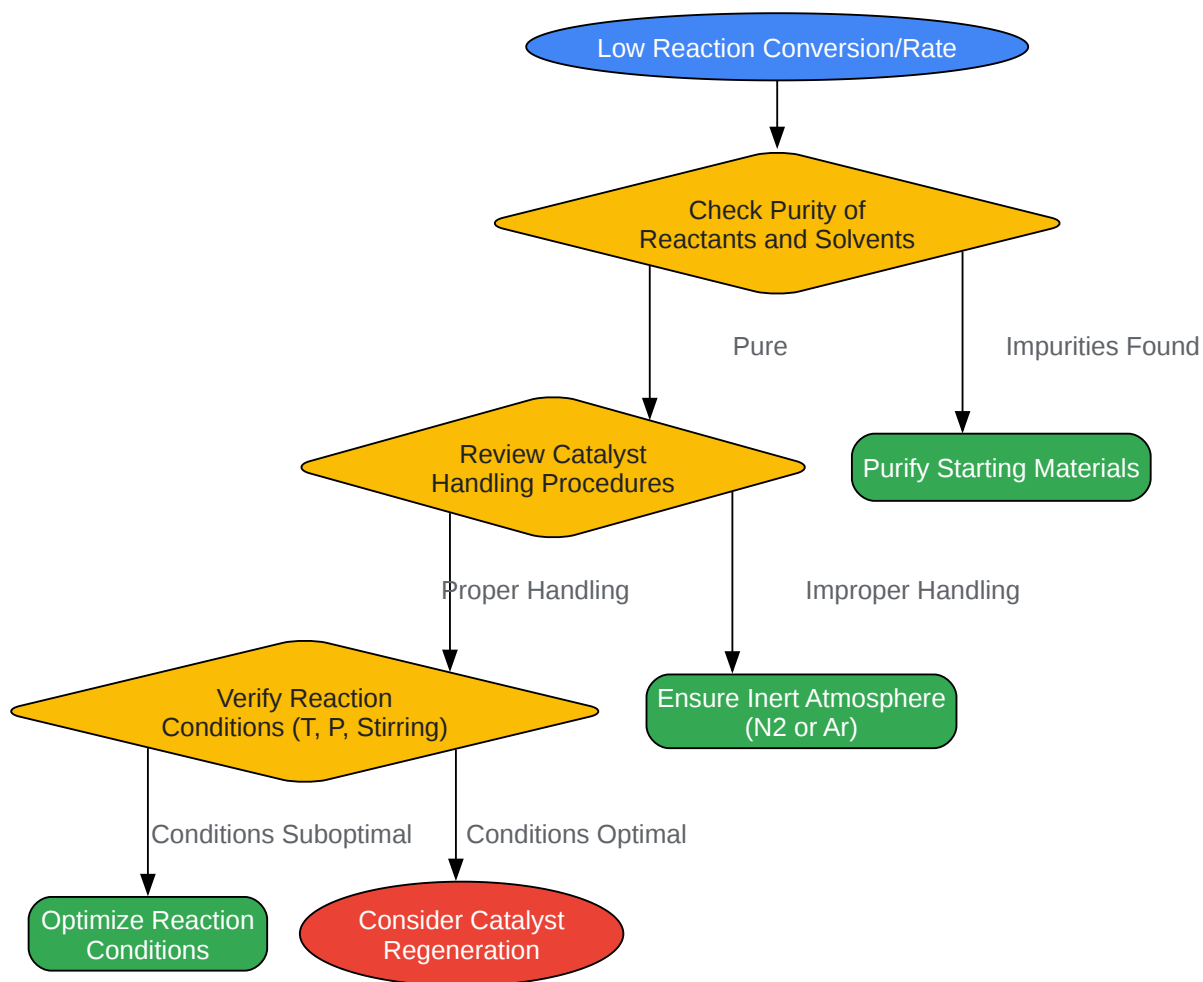 Low Reaction Conversion/Rate
Check Purity of
Reactants and Solvents
Pure
Impurities Found
Review Catalyst
Handling Procedures
Purify Starting Materials
Proper Handling
Improper Handling
Verify Reaction
Conditions (T, P, Stirring)
Ensure Inert Atmosphere
(N2 or Ar)
Conditions Suboptimal
Conditions Optimal
Optimize Reaction
Conditions
Consider Catalyst
Regeneration